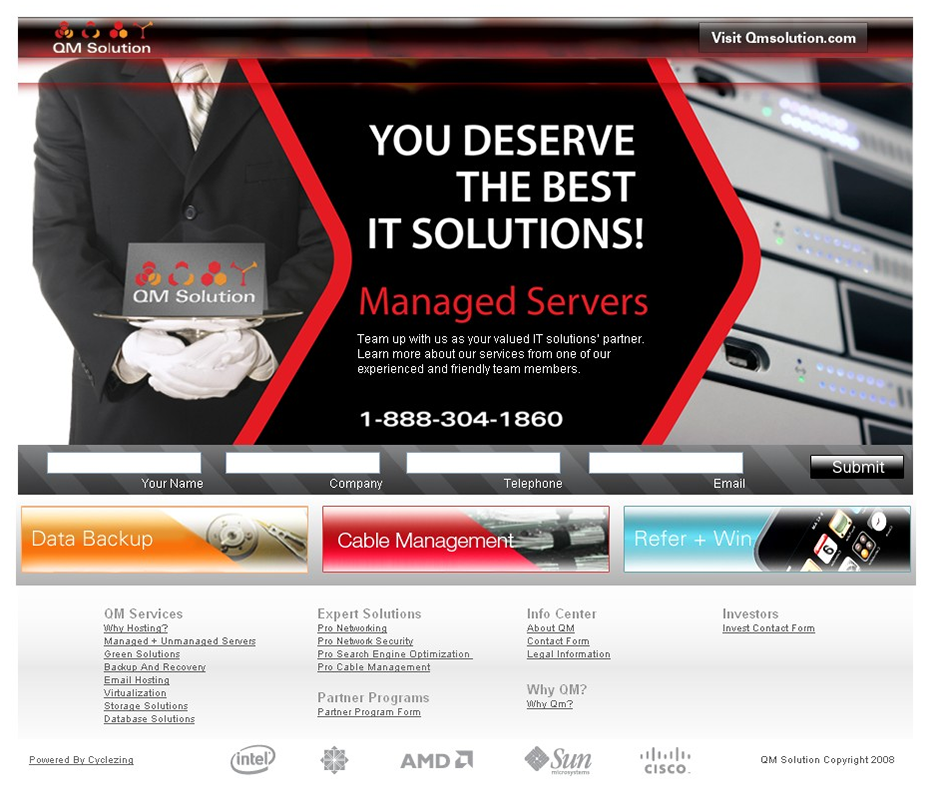 QM Solution
Visit Qmsolution.com
YOU DESERVE
THE BEST
IT SOLUTIONS!
QM Solution
Managed Servers
Team up with us as your valued IT solutions' partner.
Learn more about our services from one of our
experienced and friendly team members.
1-888-304-1860
Your Name
Company
Telephone
Email
Submit
Data Backup
Cable Management
Refer + Win
QM Services
Why Hosting?
Managed + Unmanaged Servers
Green Solutions
Backup And Recovery
Email Hosting
Virtualization
Storage Solutions
Database Solutions
Expert Solutions
Pro Networking
Pro Network Security
Pro Search Engine Optimization
Pro Cable Management
Partner Programs
Partner Program Form
Info Center
About QM
Contact Form
Legal Information
Why QM?
Why Qm?
Investors
Invest Contact Form
Powered By Cyclezing
intel
AMD
Sun
microsystems
CISCO
QM Solution Copyright 2008